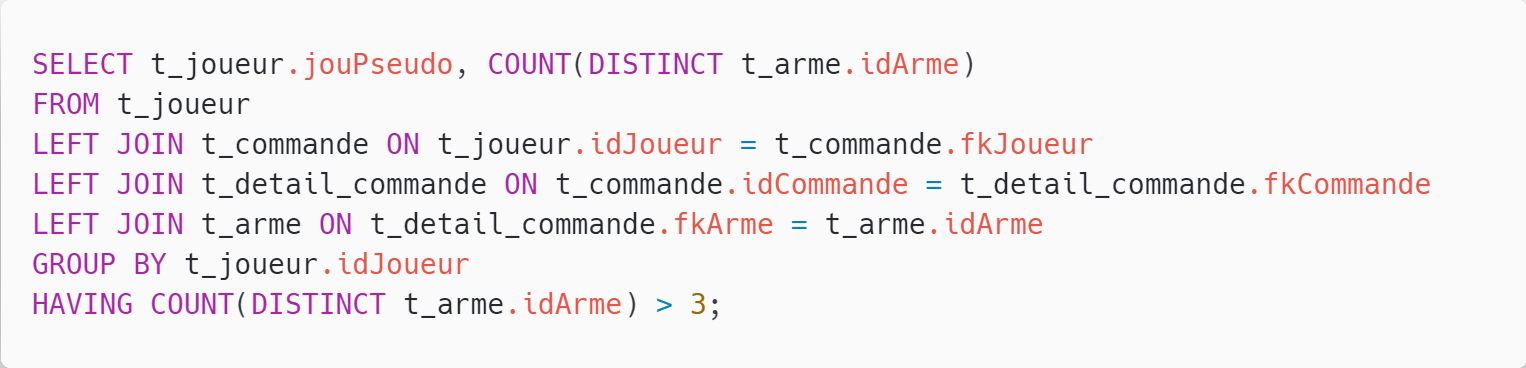 SELECT t_joueur.jouPseudo, COUNT(DISTINCT t_arme.idArme)
FROM t_joueur
LEFT JOIN t_commande ON t_joueur.idJoueur = t_commande.fkJoueur
LEFT JOIN t_detail_commande ON t_commande.idCommande = t_detail_commande.fkCommande
LEFT JOIN t_arme ON t_detail_commande.fkArme = t_arme.idArme
GROUP BY t_joueur.idJoueur
HAVING COUNT(DISTINCT t_arme.idArme) > 3;